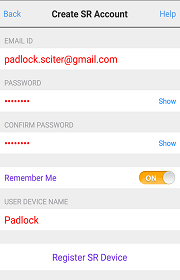 Back Create SR Account Help
EMAIL ID
padlock.sciter@gmail.com
PASSWORD
•••••••• Show
CONFIRM PASSWORD
•••••••• Show
Remember Me ON
USER DEVICE NAME
Padlock
Register SR Device